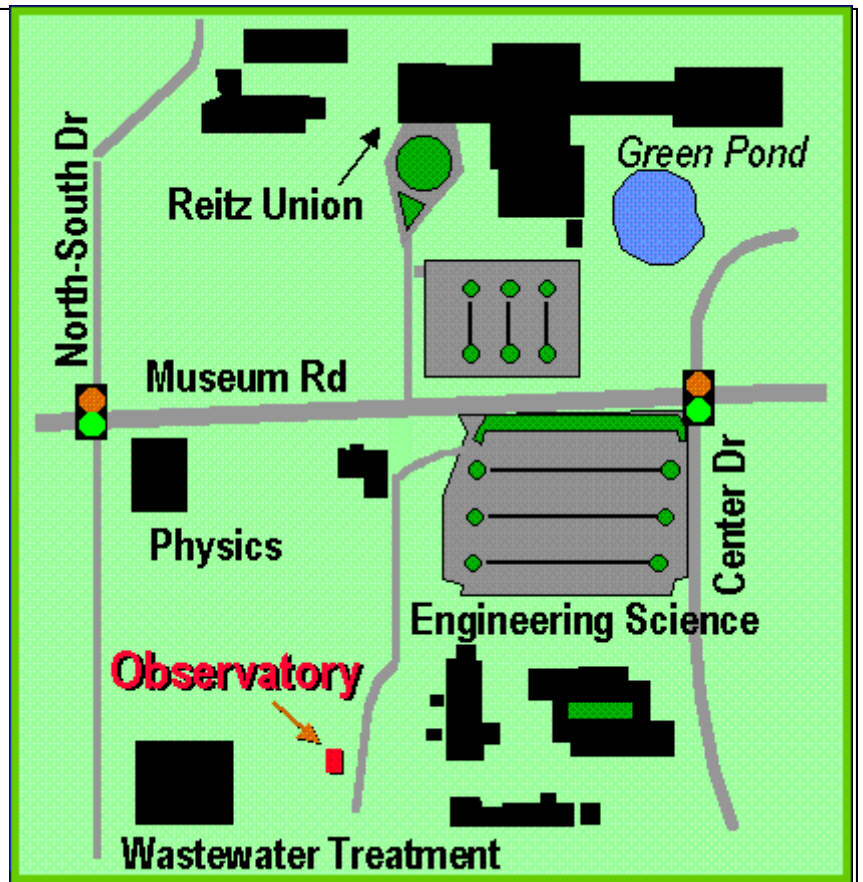 North-South Dr
Green Pond
Reitz Union
Museum Rd
Center Dr
Physics
Engineering Science
Observatory
Wastewater Treatment